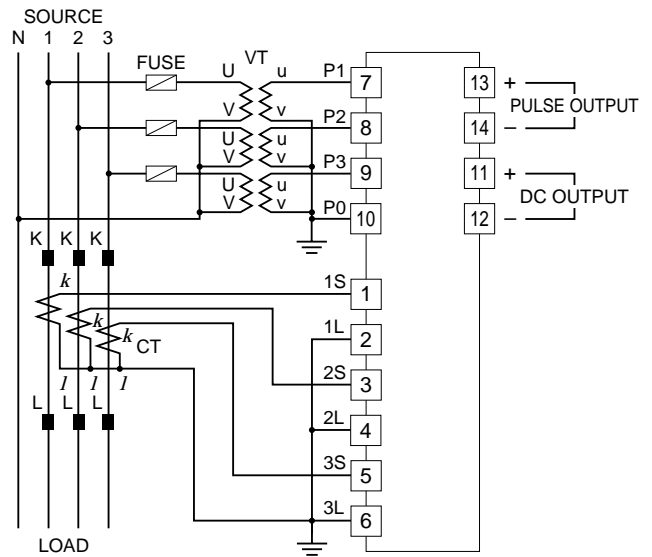 SOURCE
N 1 2 3
FUSE
VT
U u P1 7
V v
P2 8
U u
V v
P3 9
U u
V v
P0 10
13 +
PULSE OUTPUT
14 −
11 +
DC OUTPUT
12 −
K K K
k
k
k CT
l l l
L L L
1S 1
1L 2
2S 3
2L 4
3S 5
3L 6
LOAD